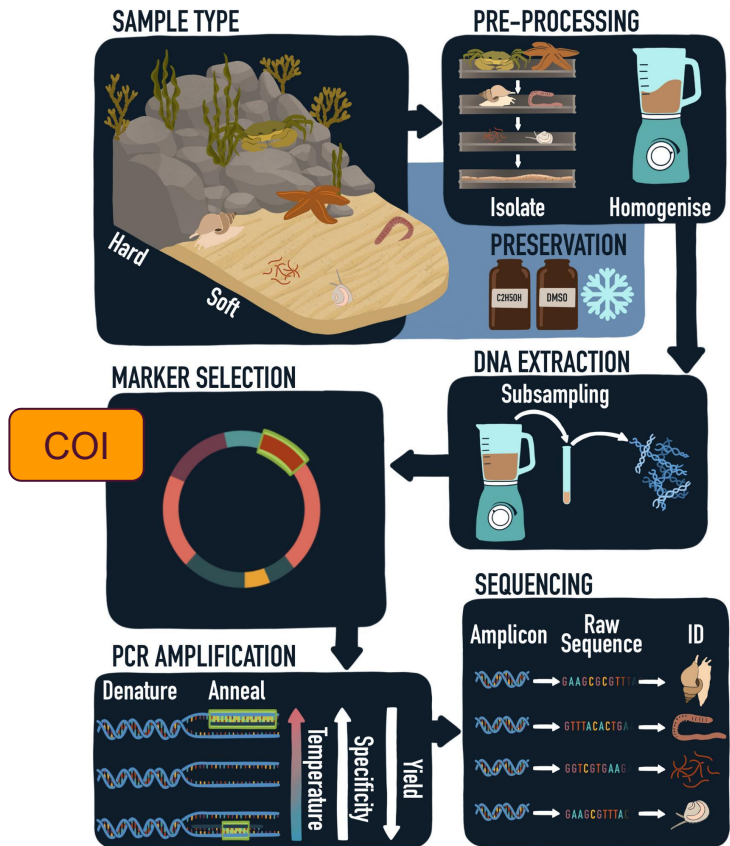 SAMPLE TYPE
Hard
Soft
PRE-PROCESSING
Isolate
Homogenise
PRESERVATION
C2H5OH
DMSO
DNA EXTRACTION
Subsampling
MARKER SELECTION
COI
PCR AMPLIFICATION
Denature
Anneal
Temperature
Specificity
Yield
SEQUENCING
Amplicon
Raw
Sequence
ID
GAAGCGCGTTTA
GTTTACACTGA
GGTCGTGAAG
GAAGCGTTTAC